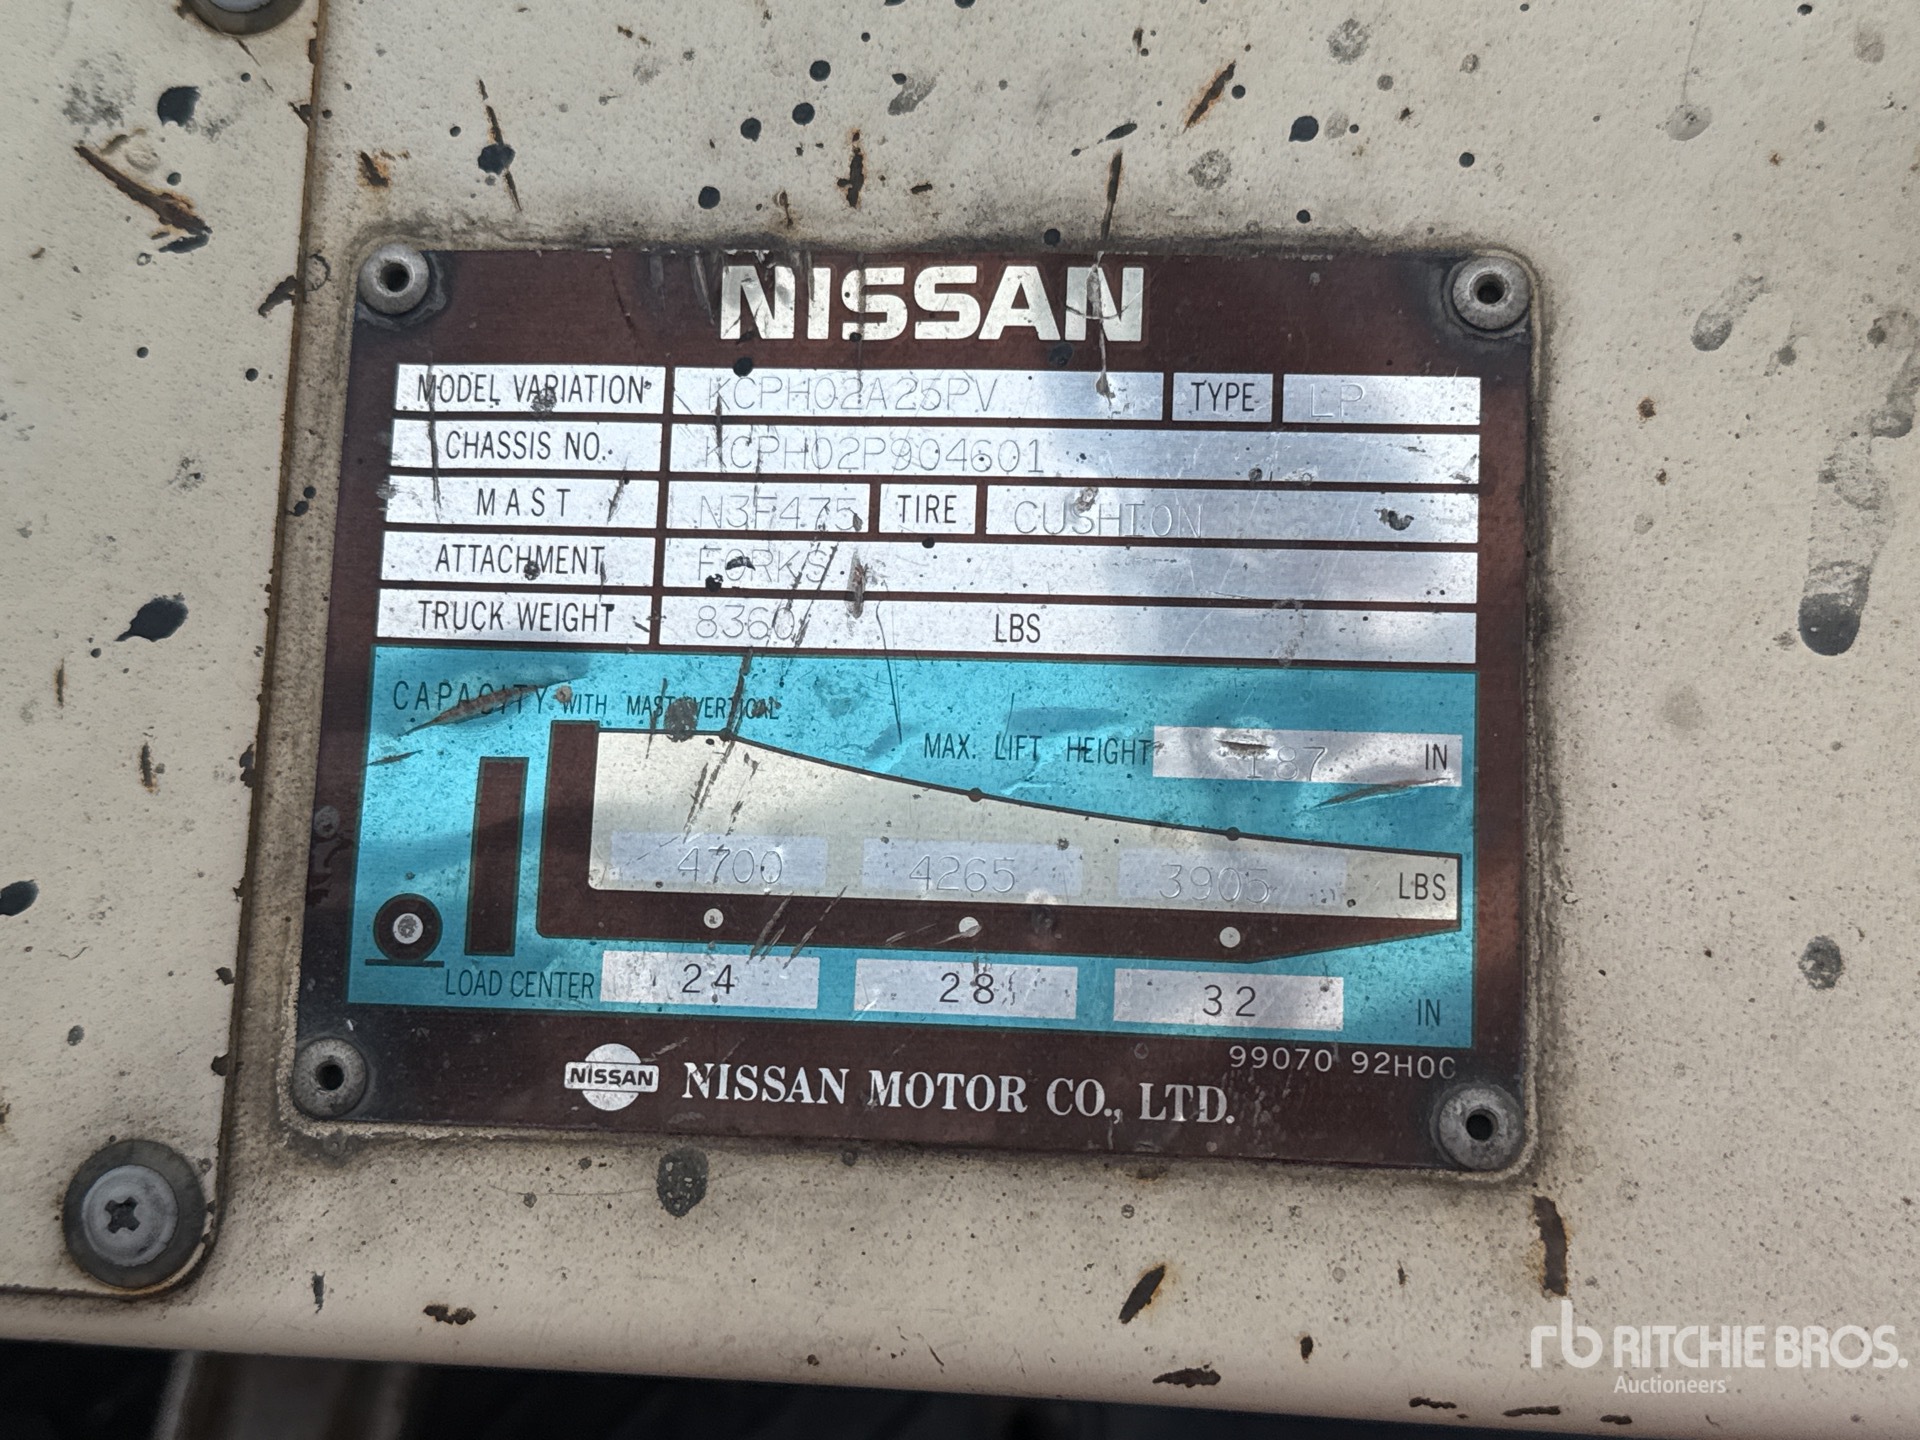 NISSAN
MODEL VARIATION KCPH02A25PV TYPE LP
CHASSIS NO. KCPH02P904601
MAST N3F475 TIRE CUSHION
ATTACHMENT FORKS
TRUCK WEIGHT 8360 LBS
CAPACITY WITH MAST VERTICAL
MAX. LIFT HEIGHT 187 IN
4700 4265 3905 LBS
LOAD CENTER 24 28 32 IN
99070 92H0C
NISSAN NISSAN MOTOR CO., LTD.
rb RITCHIE BROS.
Auctioneers